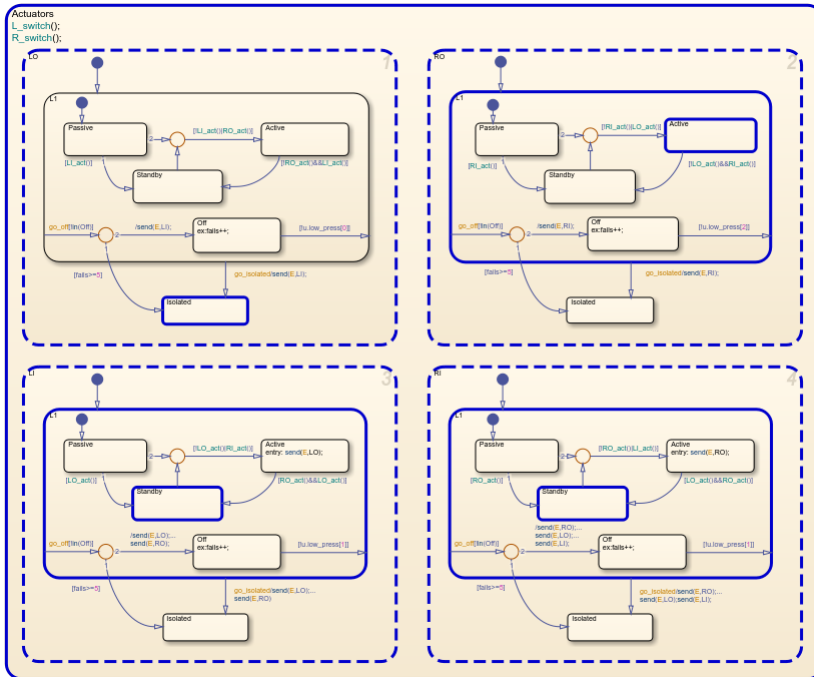 Actuators
L_switch();
R_switch();
LO
1
L1
Passive
2
[!LI_act()|RO_act()]
Active
[LI_act()]
Standby
[!RO_act()&&LI_act()]
go_off[!in(Off)]
2
/send(E,LI);
Off
ex:fails++;
[!u.low_press[0]]
[fails>=5]
go_isolated/send(E,LI);
Isolated
RO
2
L1
Passive
2
[!RI_act()|LO_act()]
Active
[RI_act()]
Standby
[!LO_act()&&RI_act()]
go_off[!in(Off)]
2
/send(E,RI);
Off
ex:fails++;
[!u.low_press[2]]
[fails>=5]
go_isolated/send(E,RI);
Isolated
LI
3
L1
Passive
2
[!LO_act()|RI_act()]
Active
entry: send(E,LO);
[LO_act()]
Standby
[RO_act()&&LO_act()]
go_off[!in(Off)]
2
/send(E,LO);...
send(E,RO);
Off
ex:fails++;
[!u.low_press[1]]
[fails>=5]
go_isolated/send(E,LO);...
send(E,RO)
Isolated
RI
4
L1
Passive
2
[!RO_act()|LI_act()]
Active
entry: send(E,RO);
[RO_act()]
Standby
[LO_act()&&RO_act()]
go_off[!in(Off)]
2
/send(E,RO);...
send(E,LO);...
send(E,LI);
Off
ex:fails++;
[!u.low_press[1]]
[fails>=5]
go_isolated/send(E,RO);...
send(E,LO);send(E,LI);
Isolated